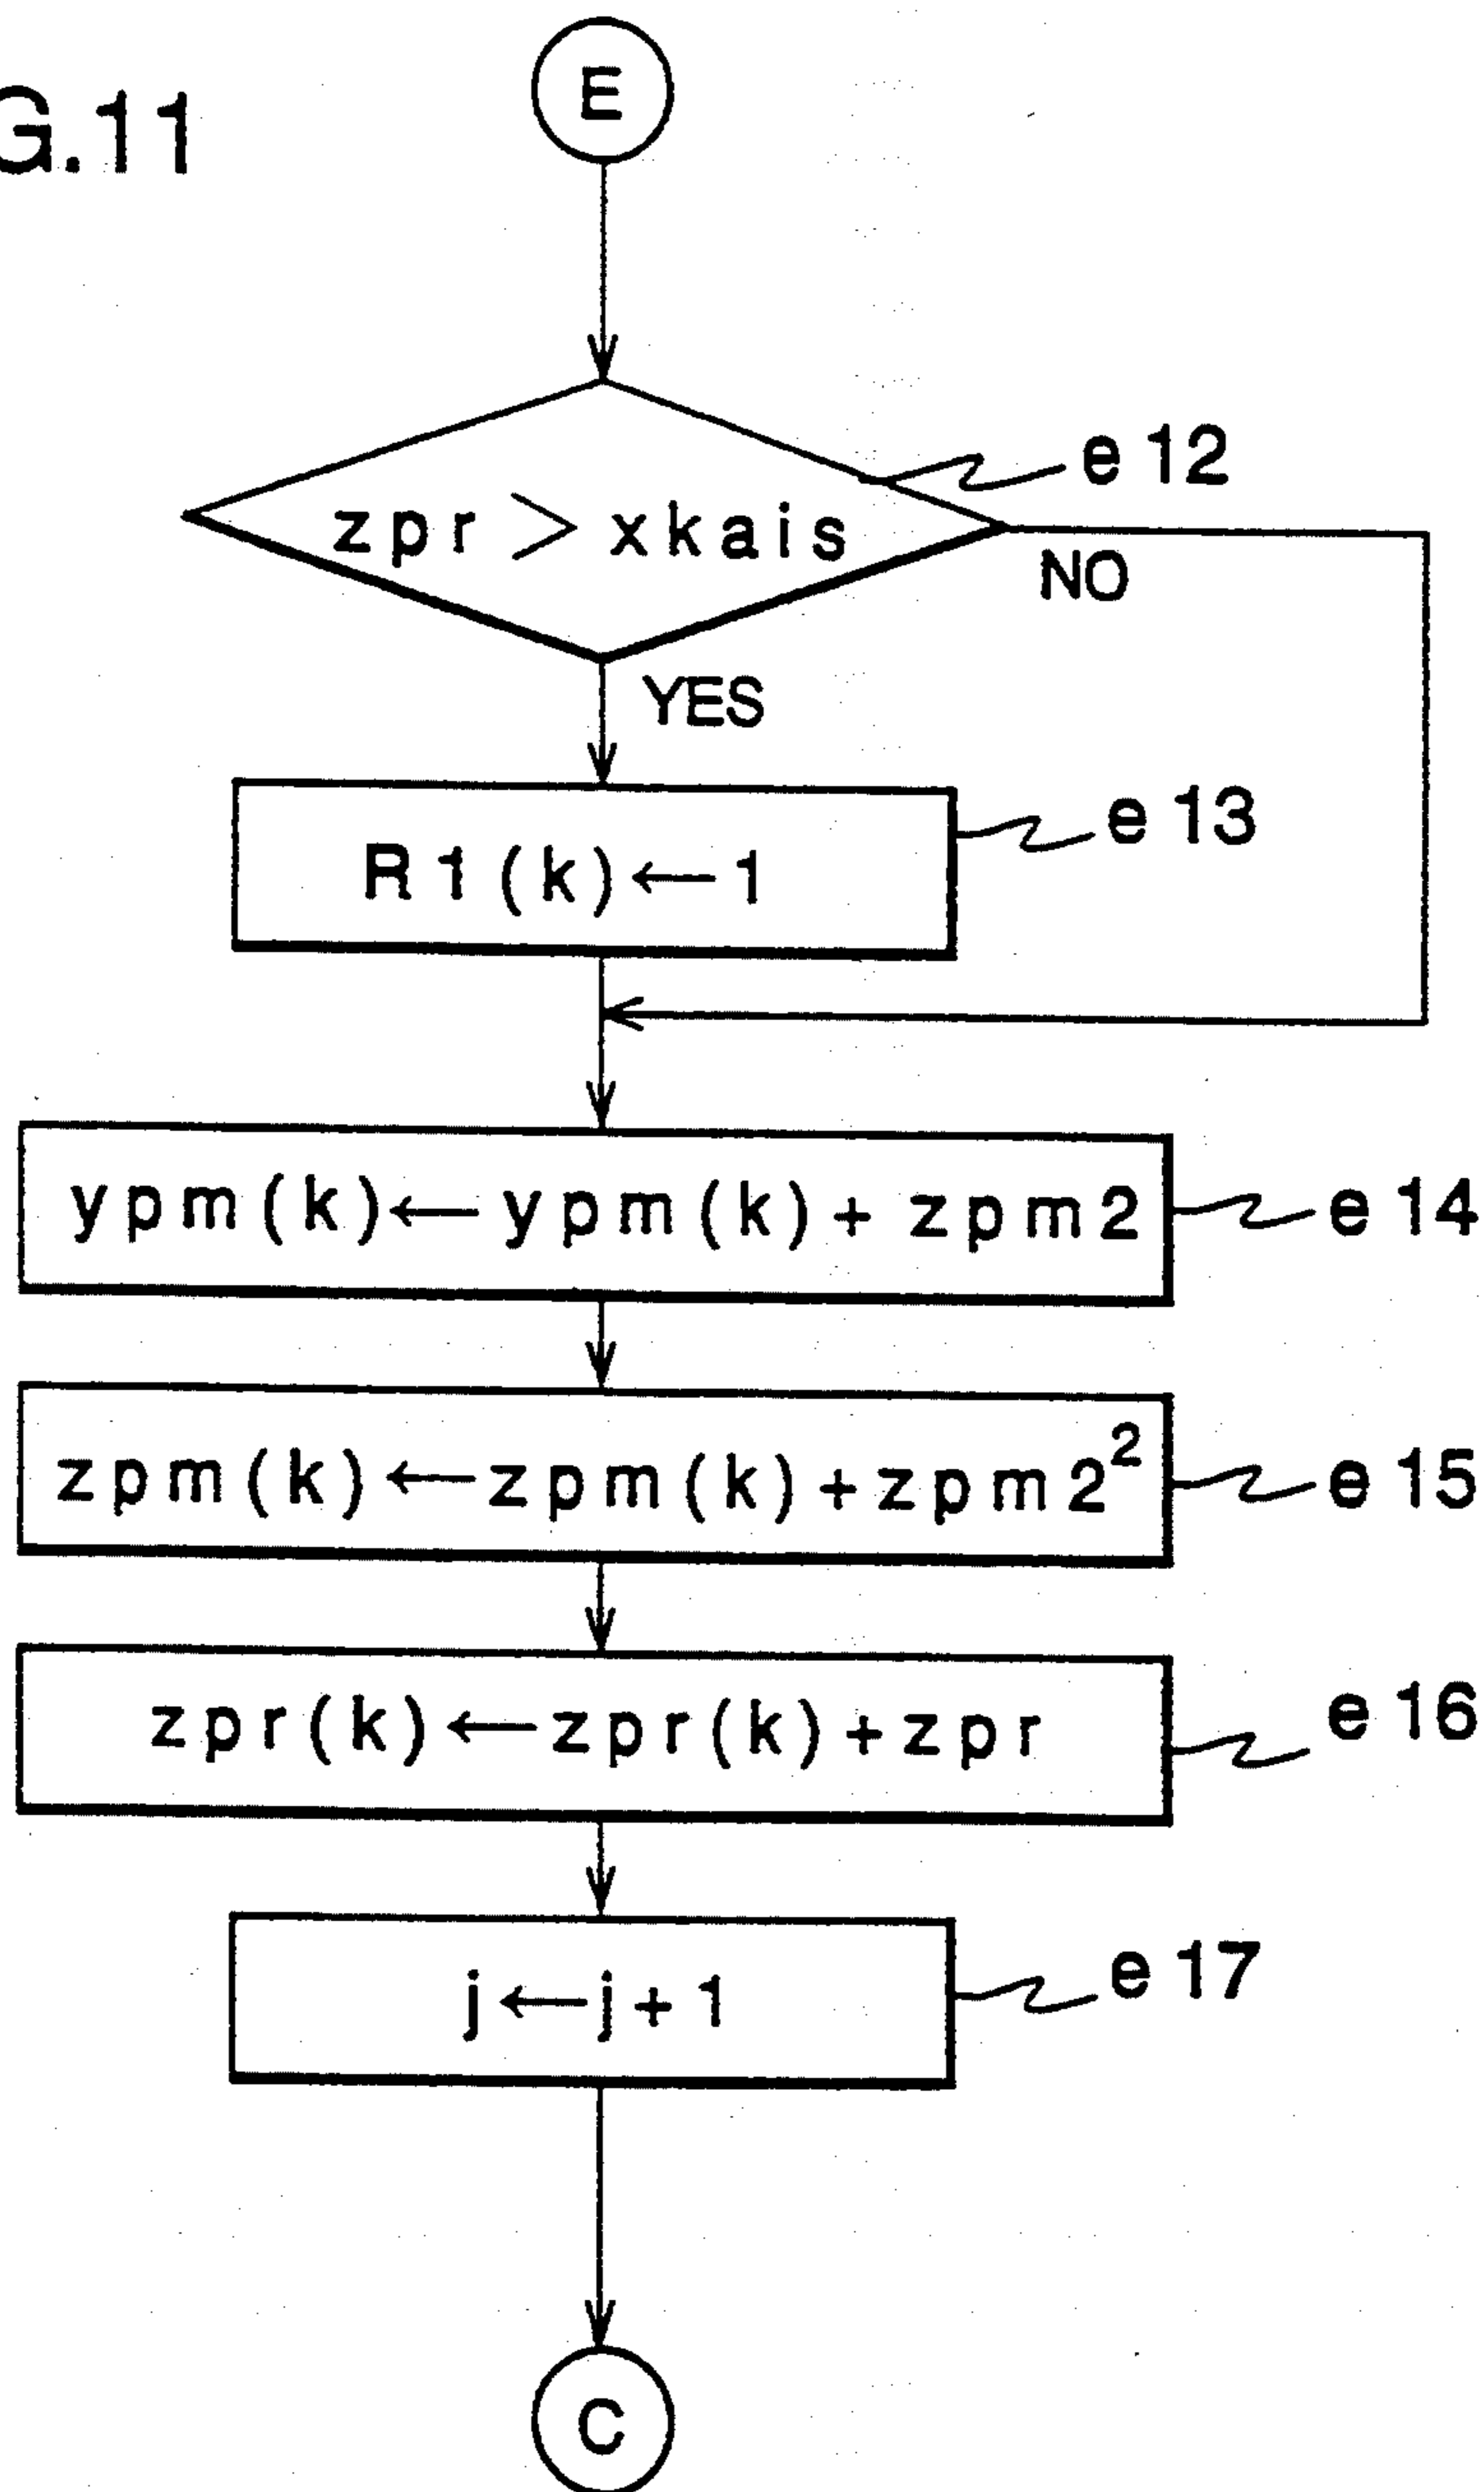 G.11
E
zpr > xkais
e12
NO
YES
R1(k)←1
e13
ypm(k)←ypm(k)+zpm2
e14
zpm(k)←zpm(k)+zpm2²
e15
zpr(k)←zpr(k)+zpr
e16
j←j+1
e17
C